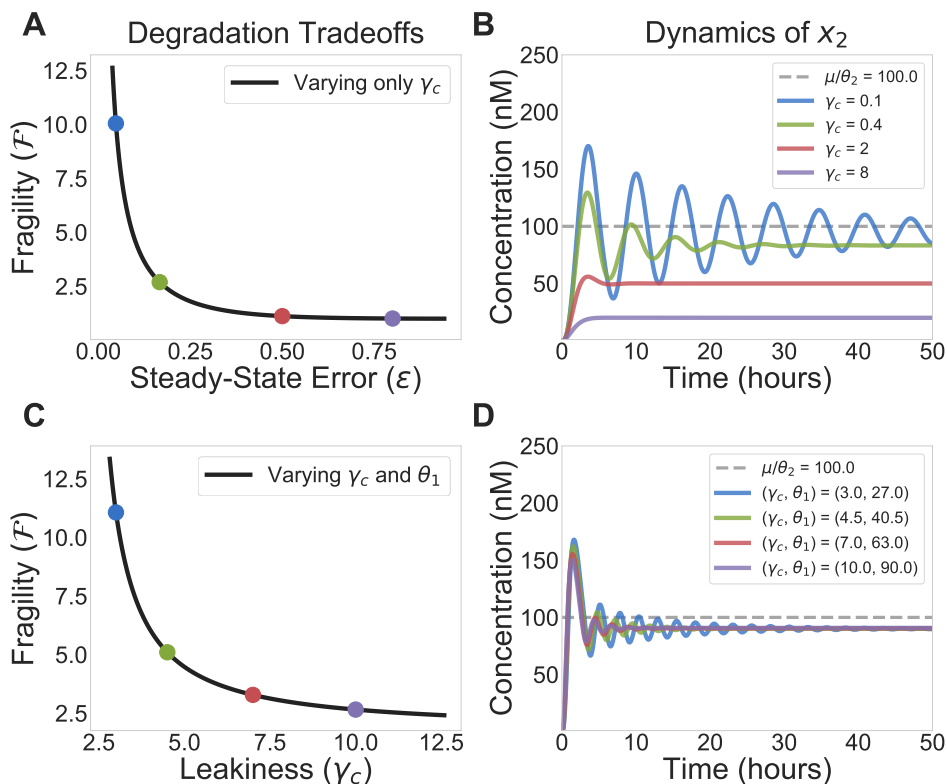 A
Degradation Tradeoffs
Varying only γc
Fragility (ℱ)
12.5
10.0
7.5
5.0
2.5
0.00 0.25 0.50 0.75
Steady-State Error (ε)
B
Dynamics of x2
μ/θ2 = 100.0
γc = 0.1
γc = 0.4
γc = 2
γc = 8
Concentration (nM)
250
200
150
100
50
0 10 20 30 40 50
Time (hours)
C
Varying γc and θ1
Fragility (ℱ)
12.5
10.0
7.5
5.0
2.5
2.5 5.0 7.5 10.0 12.5
Leakiness (γc)
D
μ/θ2 = 100.0
(γc, θ1) = (3.0, 27.0)
(γc, θ1) = (4.5, 40.5)
(γc, θ1) = (7.0, 63.0)
(γc, θ1) = (10.0, 90.0)
Concentration (nM)
250
200
150
100
50
0 10 20 30 40 50
Time (hours)